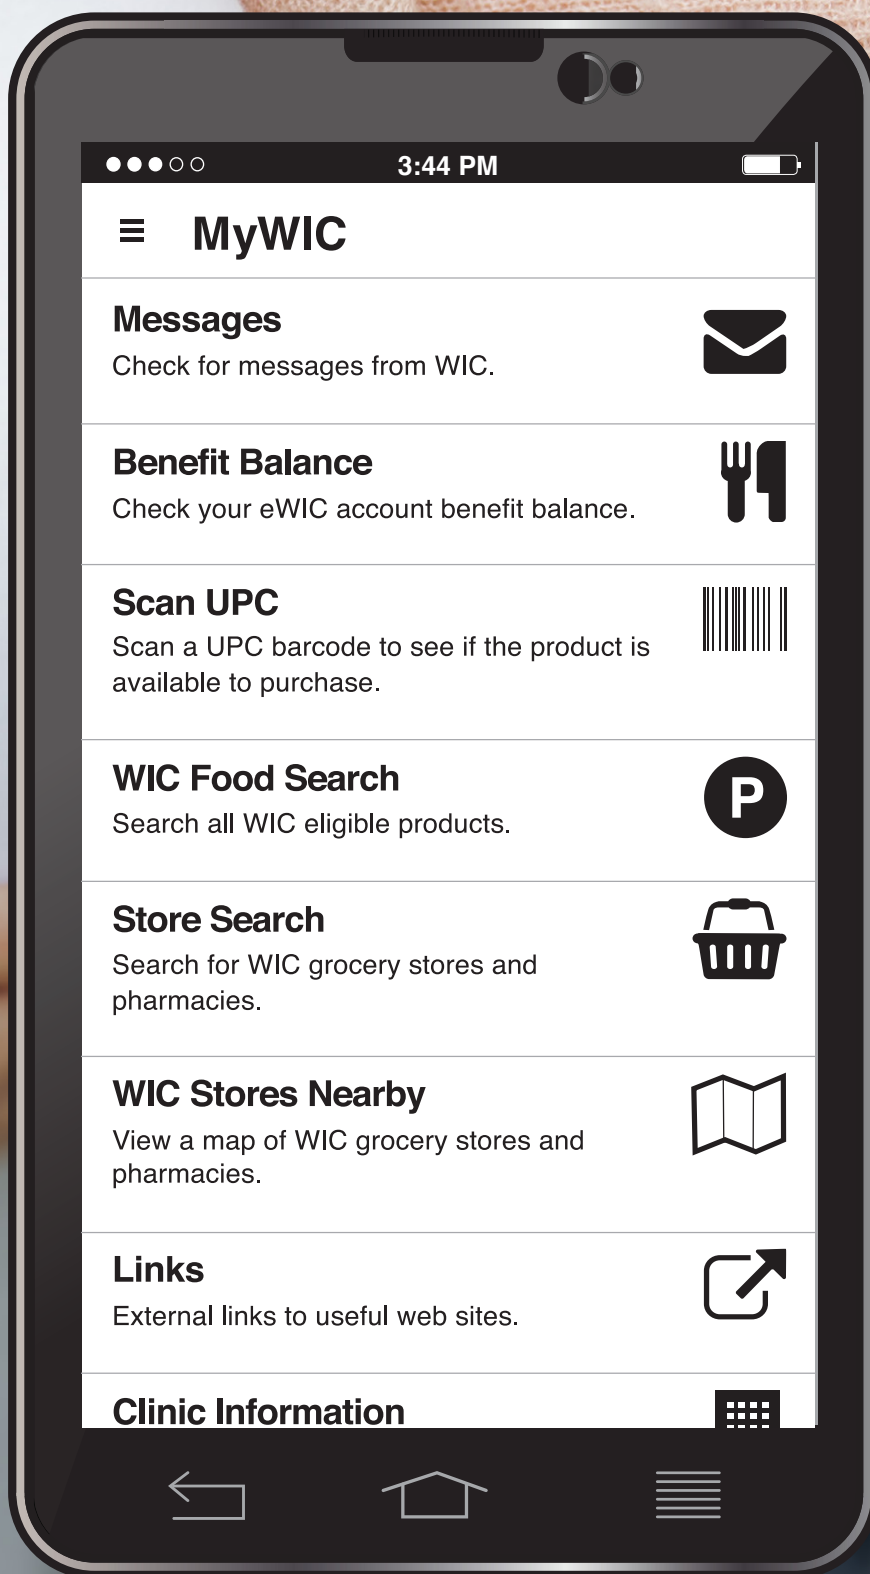 3:44 PM
MyWIC
Messages
Check for messages from WIC.
Benefit Balance
Check your eWIC account benefit balance.
Scan UPC
Scan a UPC barcode to see if the product is
available to purchase.
WIC Food Search
P
Search all WIC eligible products.
Store Search
Search for WIC grocery stores and
pharmacies.
WIC Stores Nearby
View a map of WIC grocery stores and
pharmacies.
Links
External links to useful web sites.
Clinic Information